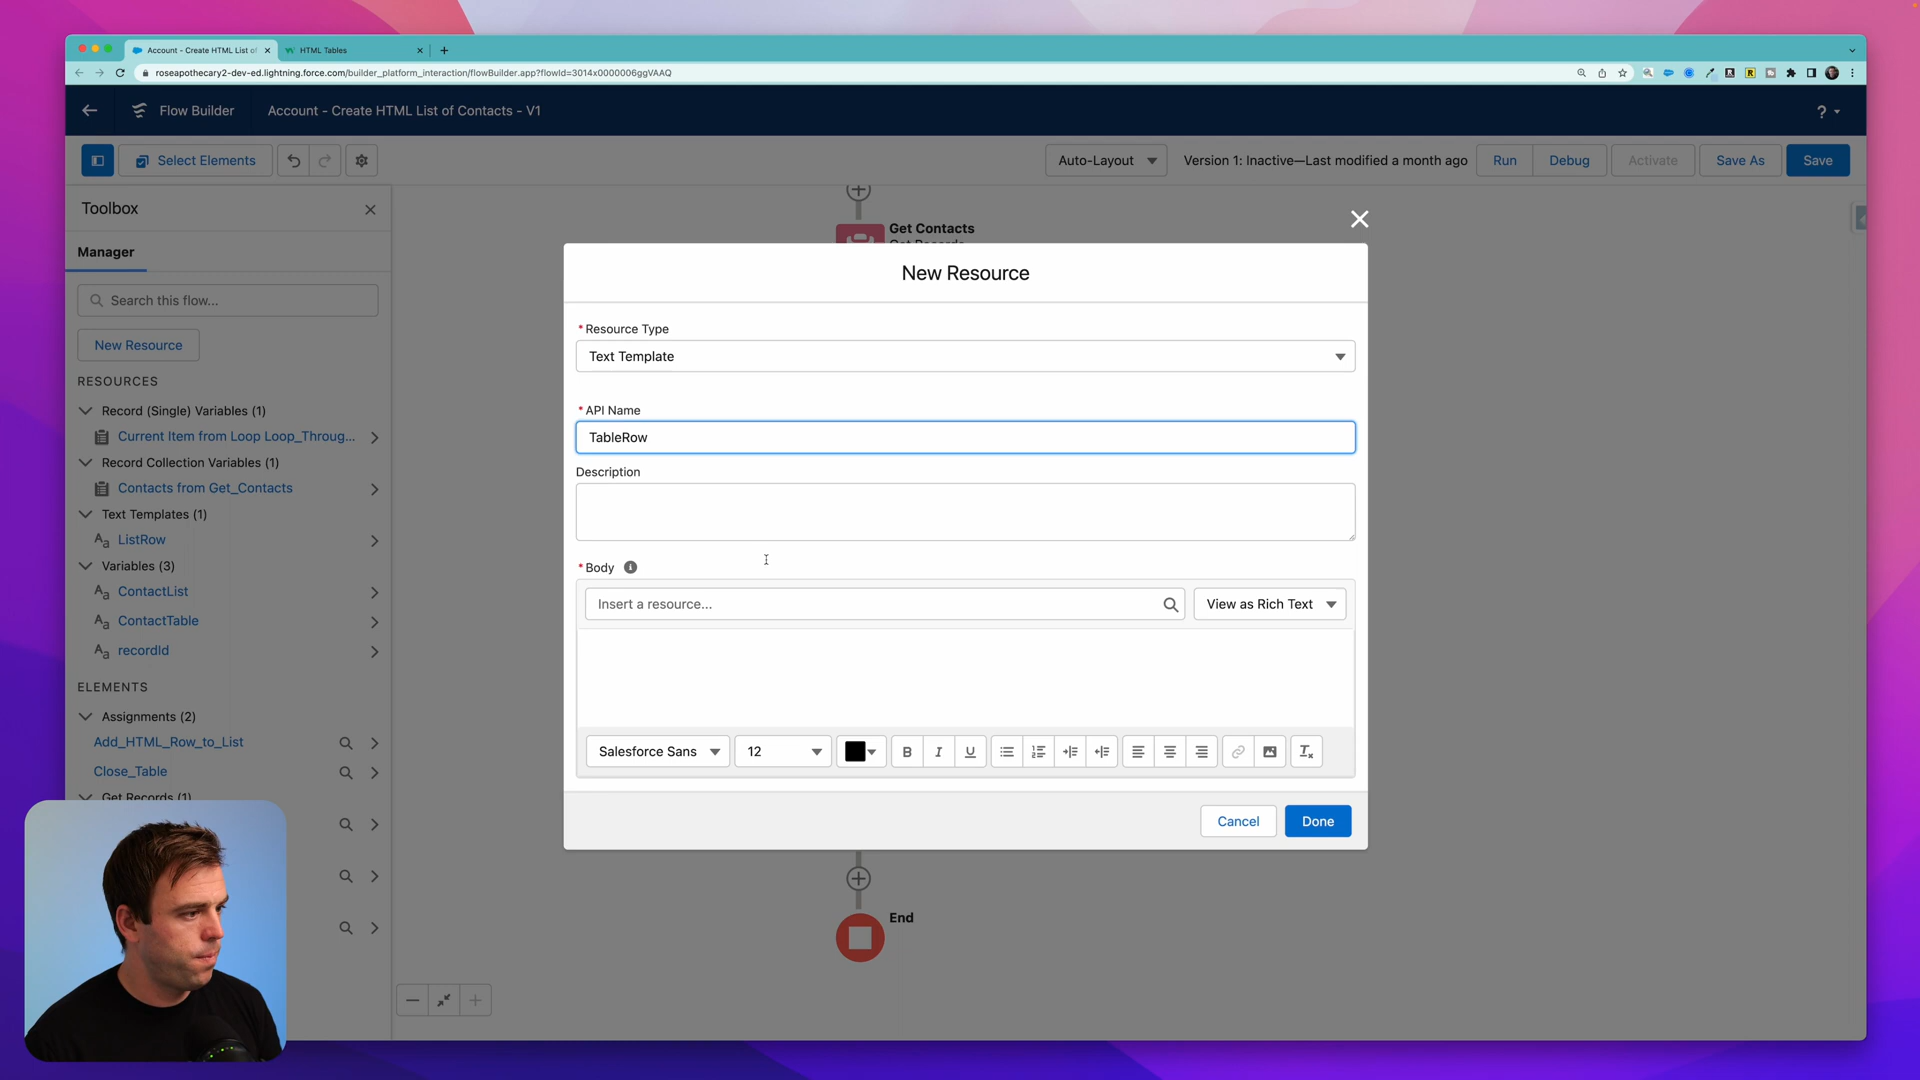 Account - Create HTML List of
HTML Tables
roseapothecary2-dev-ed.lightning.force.com/builder_platform_interaction/flowBuilder.app?flowId=3014x0000006ggVAAQ
Flow Builder
Account - Create HTML List of Contacts - V1
?
Select Elements
Auto-Layout
Version 1: Inactive—Last modified a month ago
Run
Debug
Activate
Save As
Save
Toolbox
Manager
Search this flow...
New Resource
RESOURCES
Record (Single) Variables (1)
Current Item from Loop Loop_Throug...
Record Collection Variables (1)
Contacts from Get_Contacts
Text Templates (1)
ListRow
Variables (3)
ContactList
ContactTable
recordId
ELEMENTS
Assignments (2)
Add_HTML_Row_to_List
Close_Table
Get Records (1)
Get Contacts
Get Records
New Resource
* Resource Type
Text Template
* API Name
TableRow
Description
* Body
Insert a resource...
View as Rich Text
Salesforce Sans
12
B I U
Cancel
Done
End